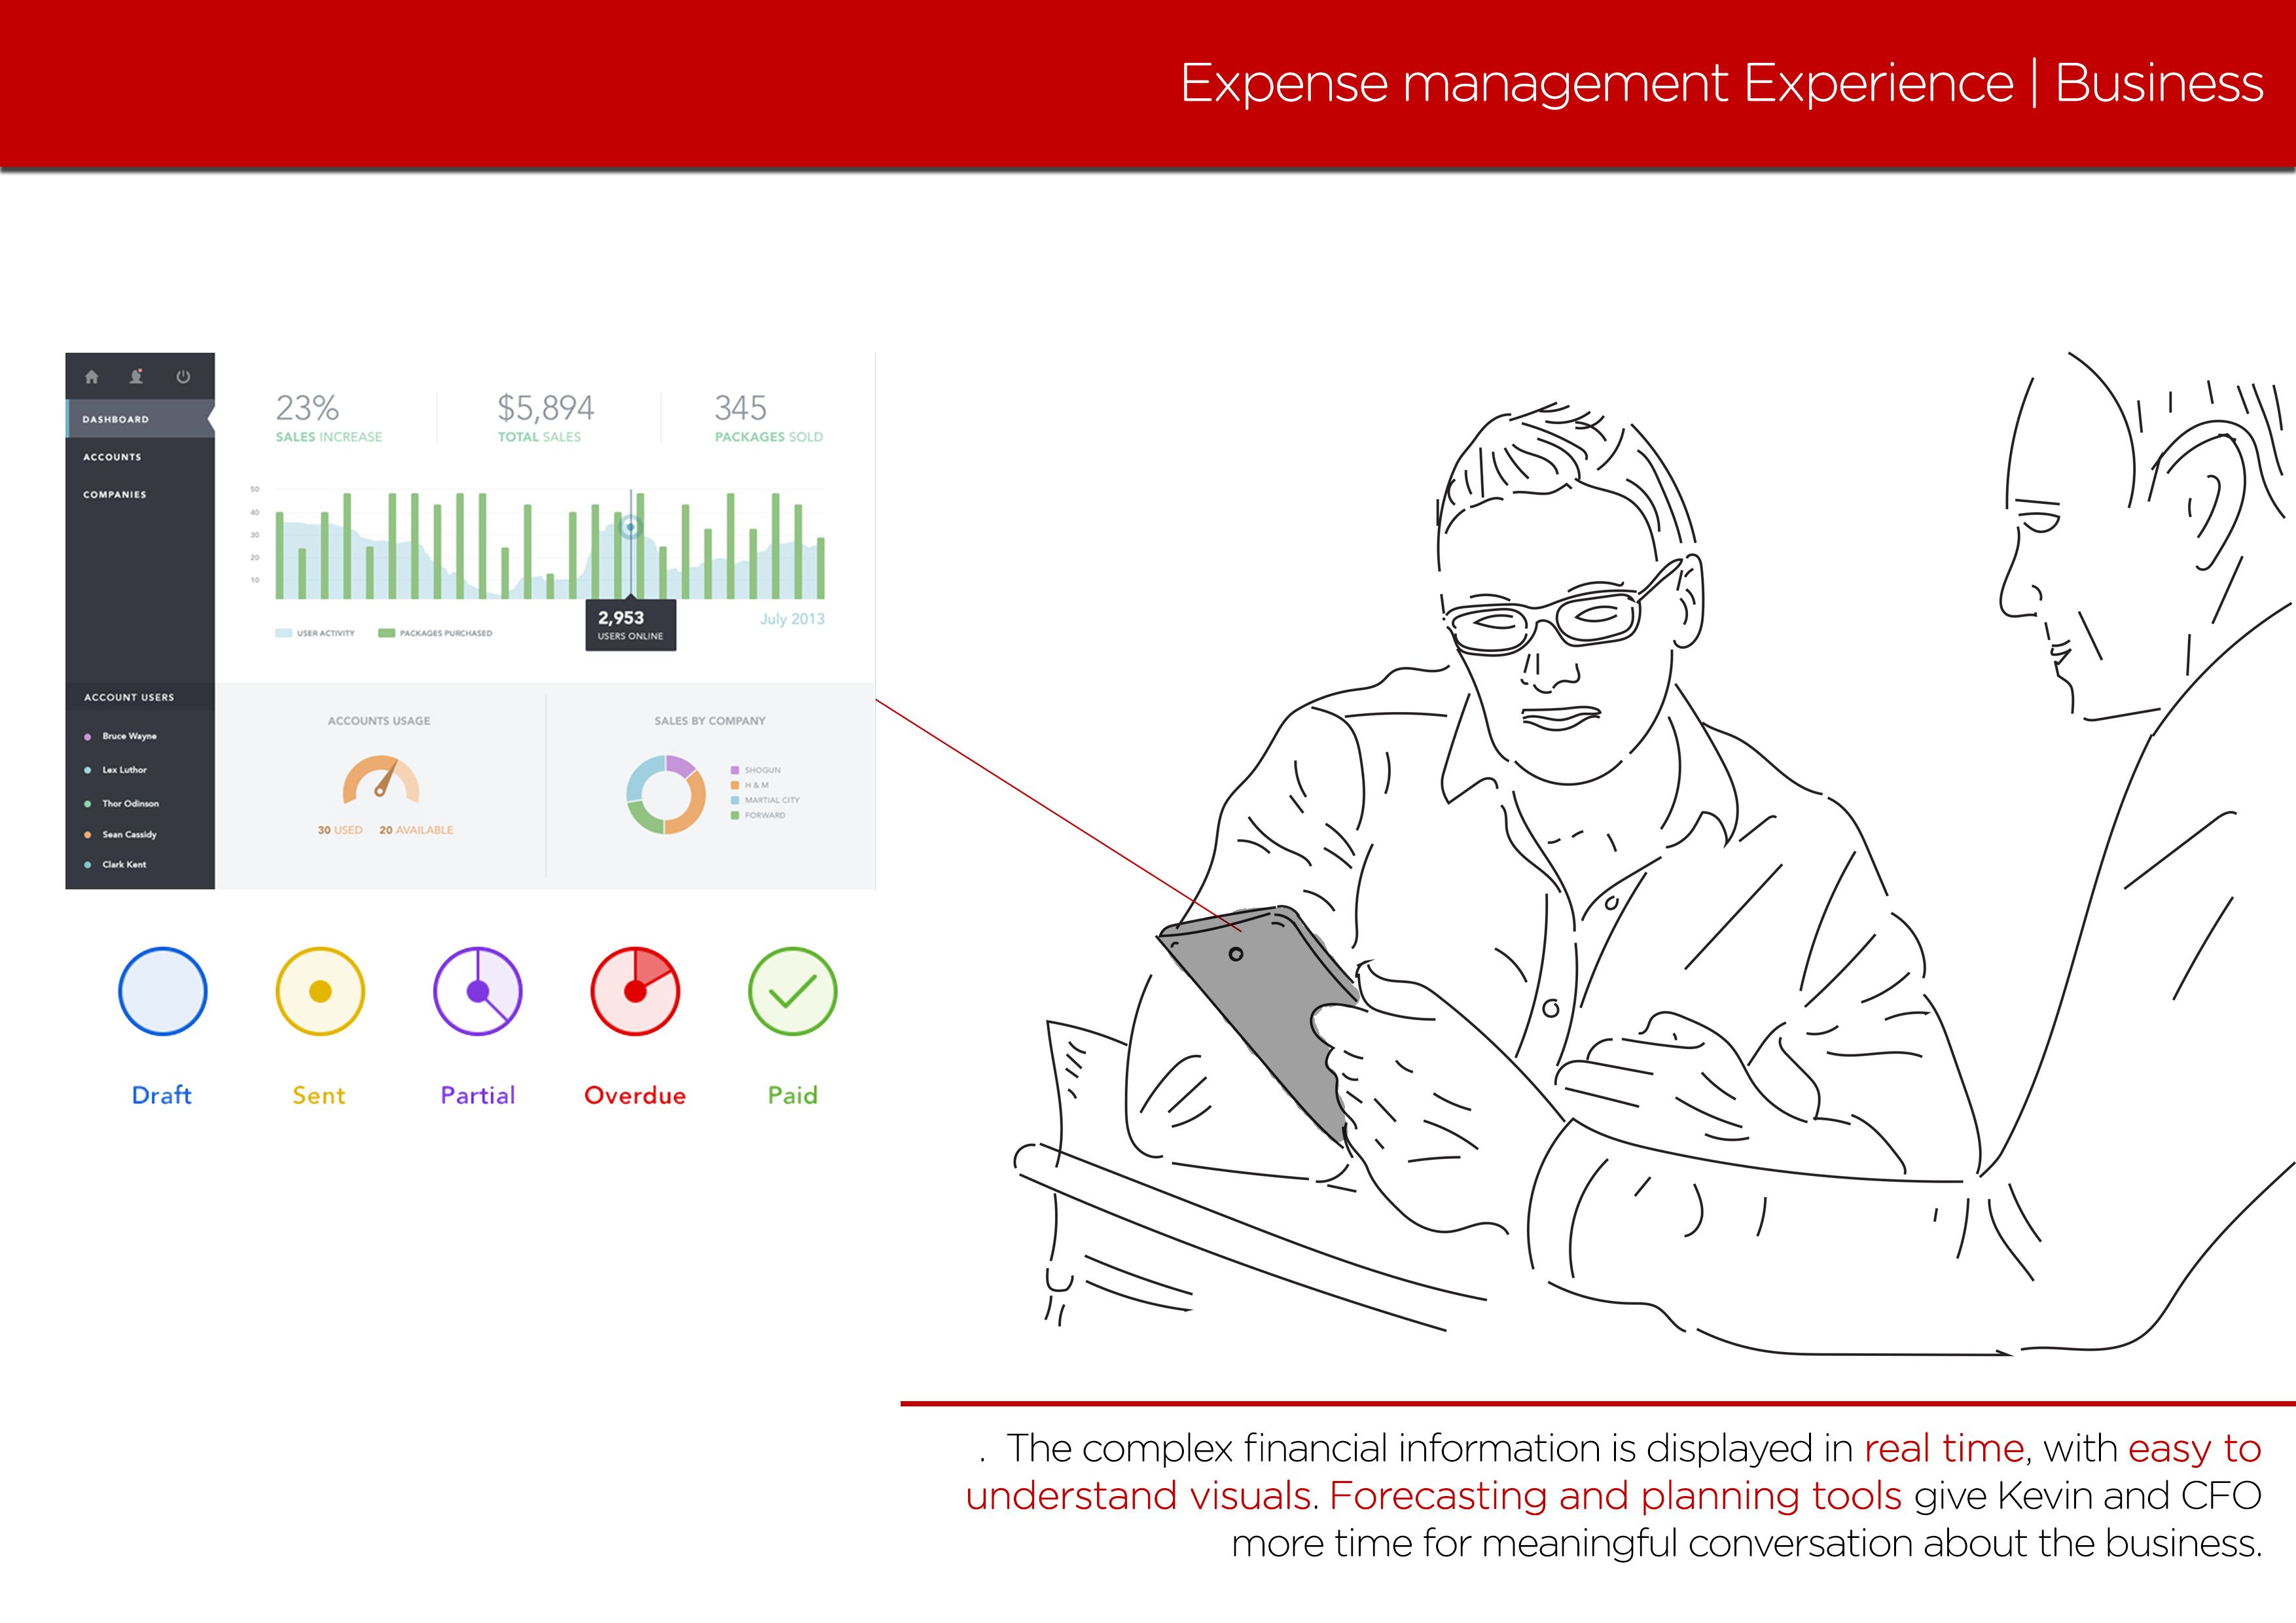 Expense management Experience | Business
23%
SALES INCREASE
$5,894
TOTAL SALES
345
PACKAGES SOLD
DASHBOARD
ACCOUNTS
COMPANIES
50
40
30
20
10
2,953
USERS ONLINE
July 2013
USER ACTIVITY
PACKAGES PURCHASED
ACCOUNT USERS
Bruce Wayne
Lex Luthor
Thor Odinson
Sean Cassidy
Clark Kent
ACCOUNTS USAGE
30 USED 20 AVAILABLE
SALES BY COMPANY
SHOGUN
H & M
MARTIAL CITY
FORWARD
Draft
Sent
Partial
Overdue
Paid
. The complex financial information is displayed in real time, with easy to
understand visuals. Forecasting and planning tools give Kevin and CFO
more time for meaningful conversation about the business.